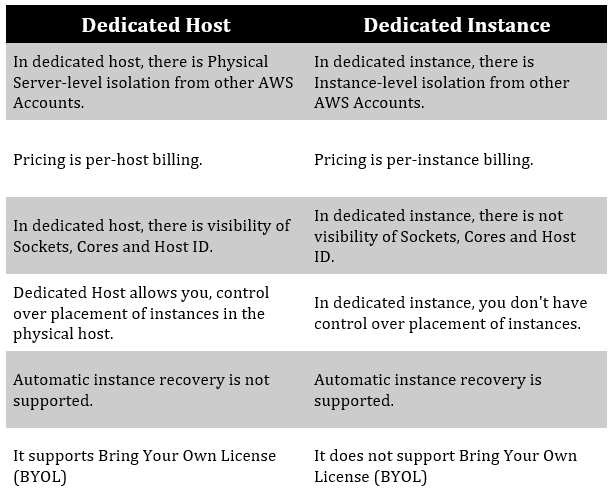 Dedicated Host
Dedicated Instance
In dedicated host, there is Physical
Server-level isolation from other AWS
Accounts.
In dedicated instance, there is
Instance-level isolation from other
AWS Accounts.
Pricing is per-host billing.
Pricing is per-instance billing.
In dedicated host, there is visibility of
Sockets, Cores and Host ID.
In dedicated instance, there is not
visibility of Sockets, Cores and Host
ID.
Dedicated Host allows you, control
over placement of instances in the
physical host.
In dedicated instance, you don't have
control over placement of instances.
Automatic instance recovery is not
supported.
Automatic instance recovery is
supported.
It supports Bring Your Own License
(BYOL)
It does not support Bring Your Own
License (BYOL)